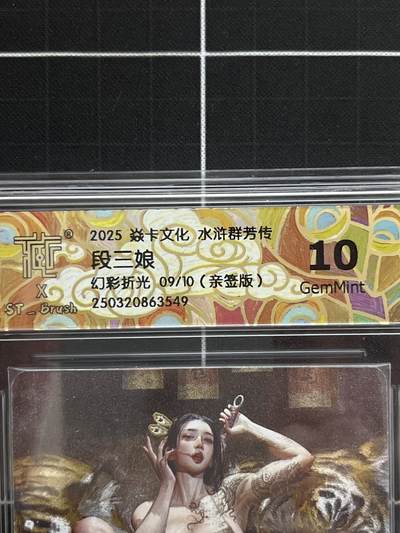 2025 焱卡文化 水浒群芳传
段三娘
幻彩折光 09/10（亲签版）
250320863549
10
GemMint
®
X
ST_Brush